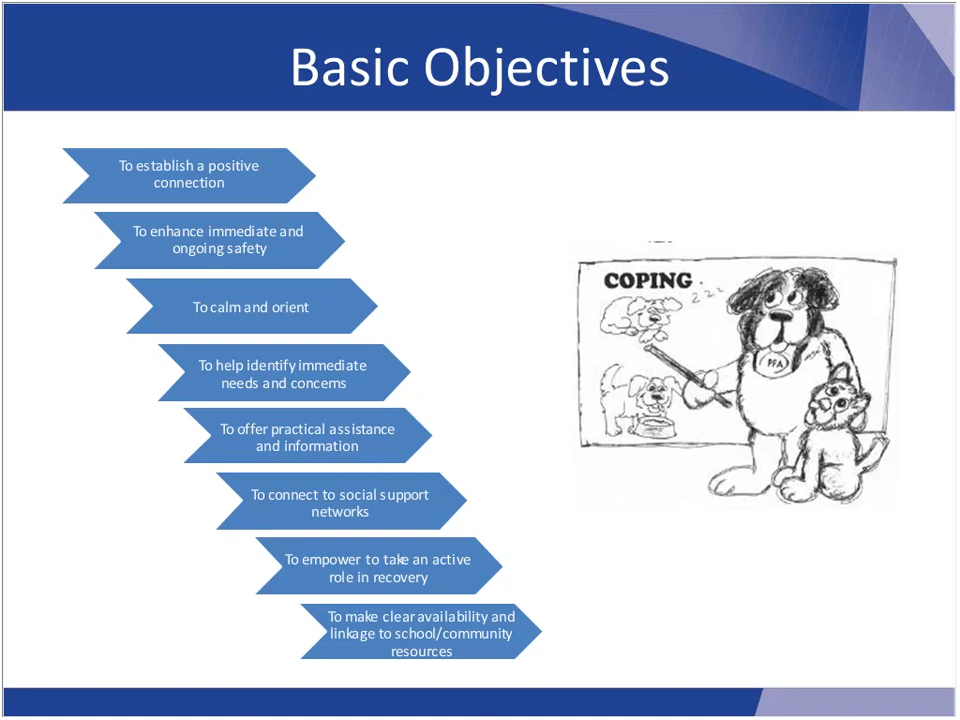 Basic Objectives
To establish a positive
connection
To enhance immediate and
ongoing safety
To calm and orient
To help identify immediate
needs and concerns
To offer practical assistance
and information
To connect to social support
networks
To empower to take an active
role in recovery
To make clear availability and
linkage to school/community
resources
COPING
z z z
PFA